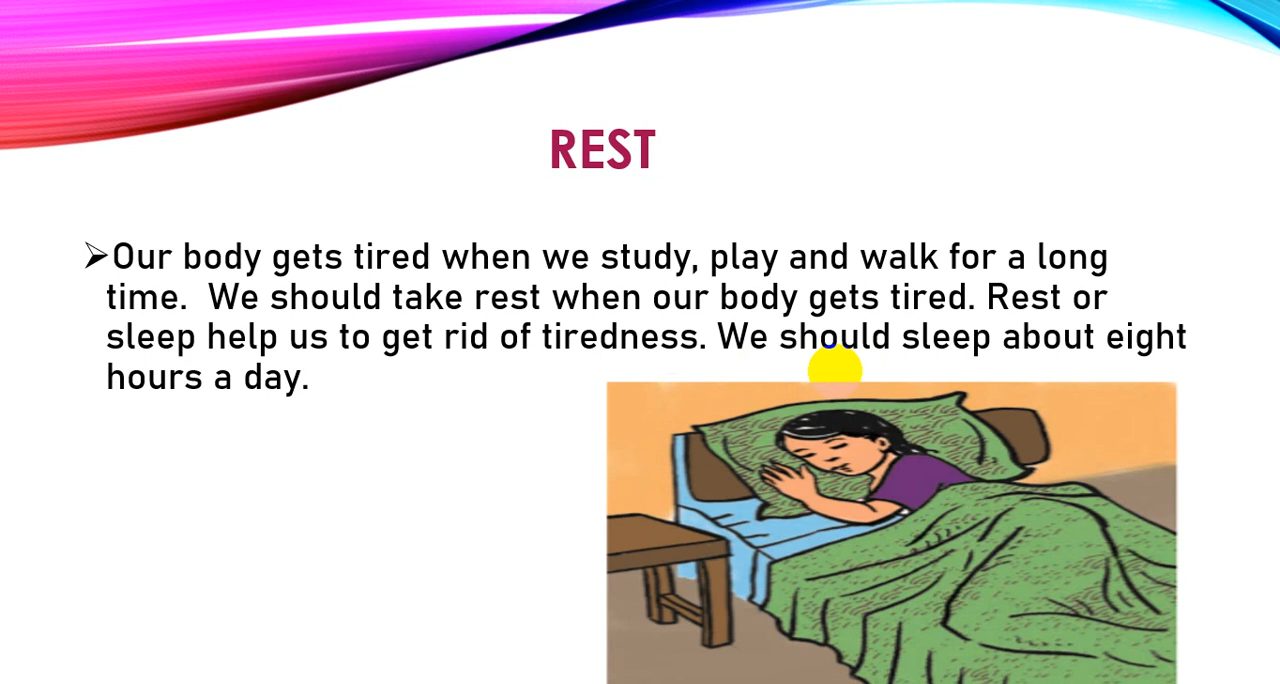 REST
➢Our body gets tired when we study, play and walk for a long
time.  We should take rest when our body gets tired. Rest or
sleep help us to get rid of tiredness. We should sleep about eight
hours a day.